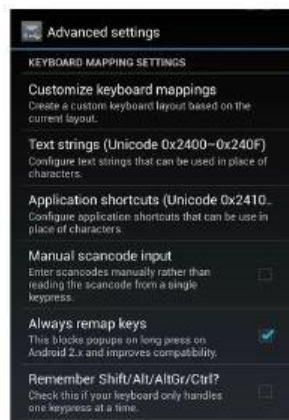 Advanced settings
KEYBOARD MAPPING SETTINGS
Customize keyboard mappings
Create a custom keyboard layout based on the
current layout.
Text strings (Unicode 0x2400–0x240F)
Configure text strings that can be used in place of
characters.
Application shortcuts (Unicode 0x2410..
Configure application shortcuts that can be use in
place of characters.
Manual scancode input
Enter scancodes manually rather than
reading the scancode from a single
keypress.
Always remap keys
This blocks popups on long press on
Android 2.x and improves compatibility.
Remember Shift/Alt/AltGr/Ctrl?
Check this if your keyboard only handles
one keypress at a time.